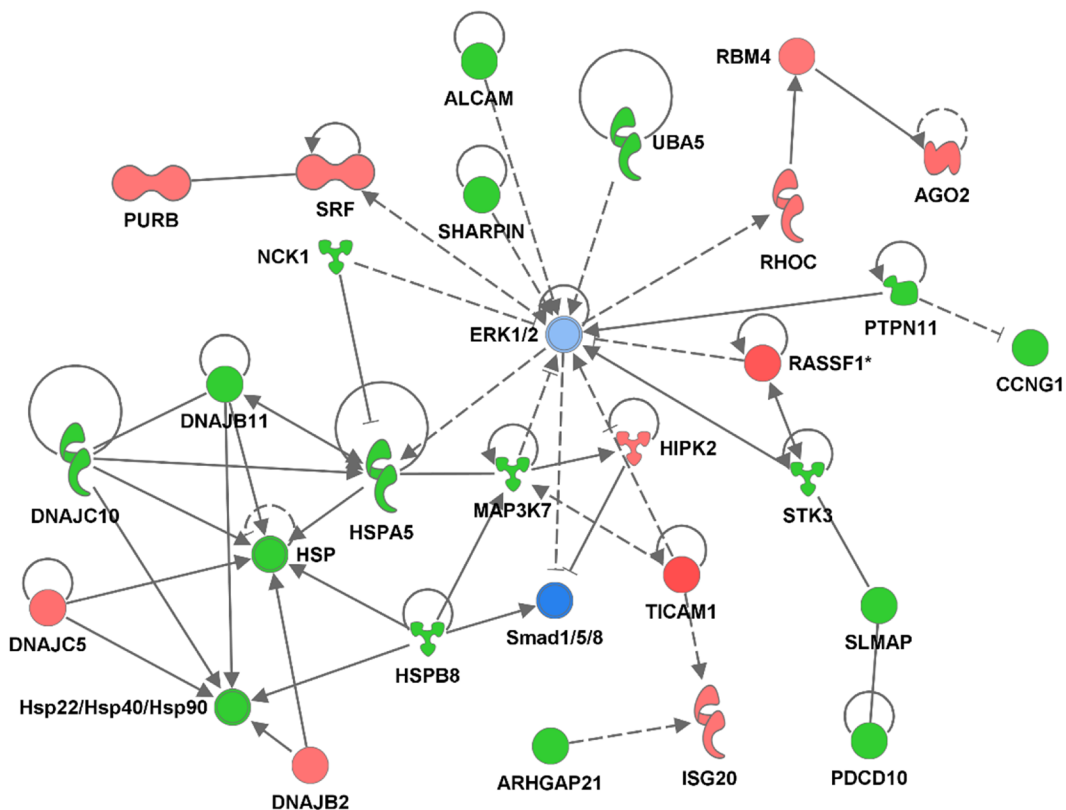 RBM4
ALCAM
UBA5
AGO2
PURB
SRF
SHARPIN
NCK1
RHOC
PTPN11
ERK1/2
RASSF1*
CCNG1
DNAJB11
HIPK2
DNAJC10
HSPA5
MAP3K7
STK3
HSP
TICAM1
DNAJC5
Smad1/5/8
SLMAP
HSPB8
Hsp22/Hsp40/Hsp90
ARHGAP21
ISG20
PDCD10
DNAJB2